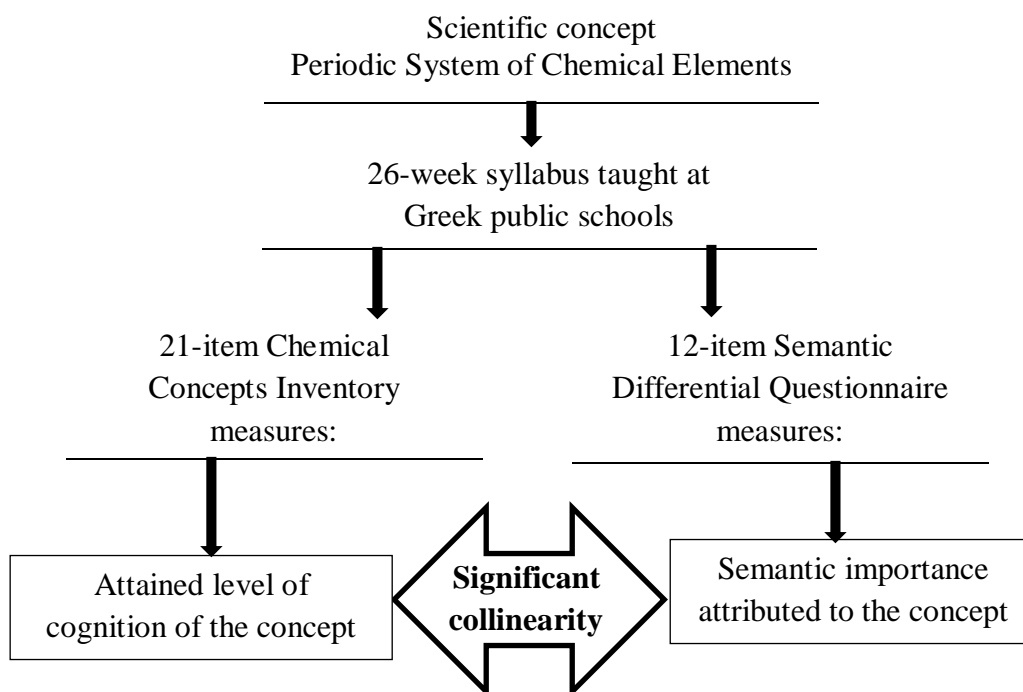 Scientific concept
Periodic System of Chemical Elements
26-week syllabus taught at
Greek public schools
21-item Chemical
Concepts Inventory
measures:
12-item Semantic
Differential Questionnaire
measures:
Attained level of
cognition of the concept
Significant
collinearity
Semantic importance
attributed to the concept